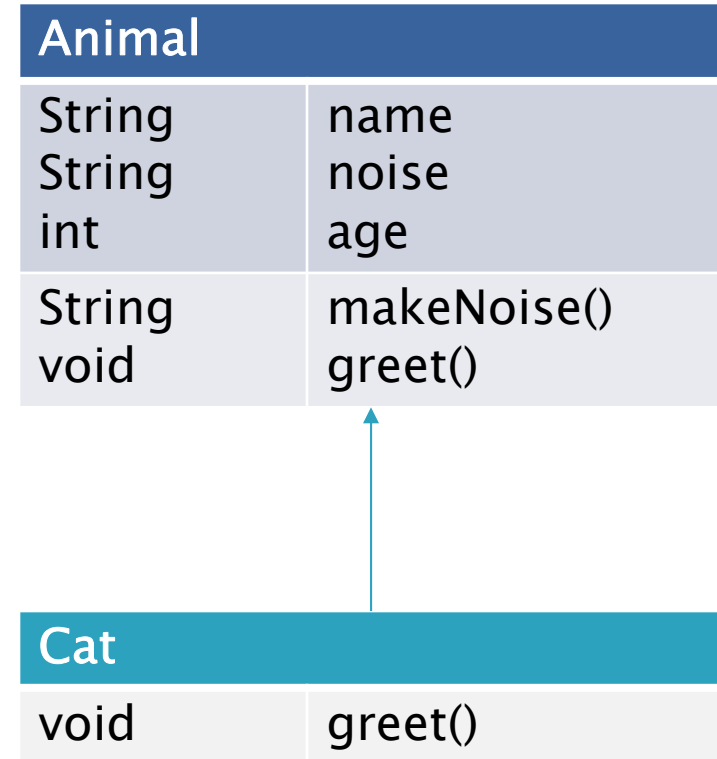 Animal
String name
String noise
int age
String makeNoise()
void greet()
Cat
void greet()